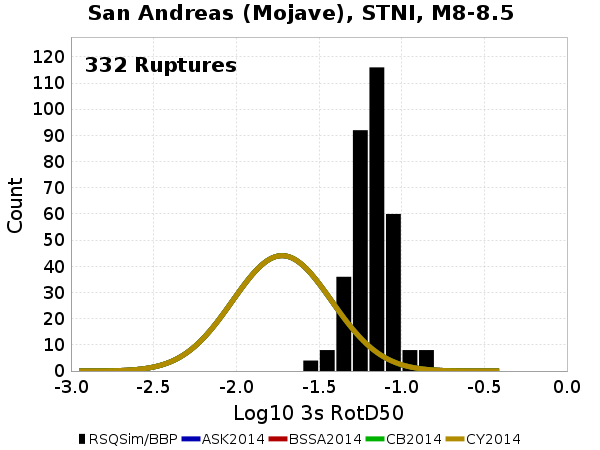 San Andreas (Mojave), STNI, M8-8.5
332 Ruptures
Count
120
110
100
90
80
70
60
50
40
30
20
10
0
-3.0 -2.5 -2.0 -1.5 -1.0 -0.5 0.0
Log10 3s RotD50
RSQSim/BBP ASK2014 BSSA2014 CB2014 CY2014